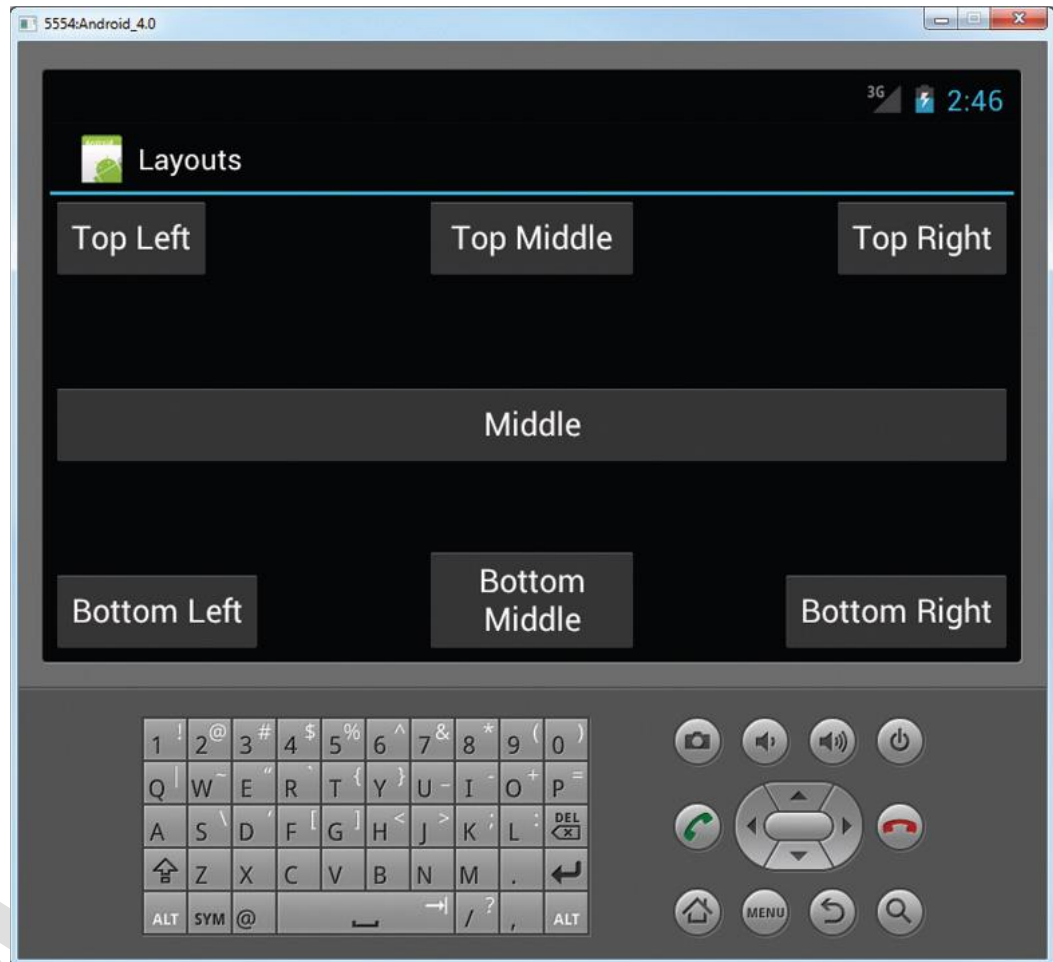 5554:Android_4.0
3G 2:46
Layouts
Top Left Top Middle Top Right
Middle
Bottom Left Bottom Middle Bottom Right
1 ! 2 @ 3 # 4 $ 5 % 6 ^ 7 & 8 * 9 ( 0 )
Q | W ~ E " R ` T { Y } U _ I - O + P =
A S \ D ' F [ G ] H < J > K ; L : DEL
Z X C V B N M .
ALT SYM @ / ? , ALT
MENU